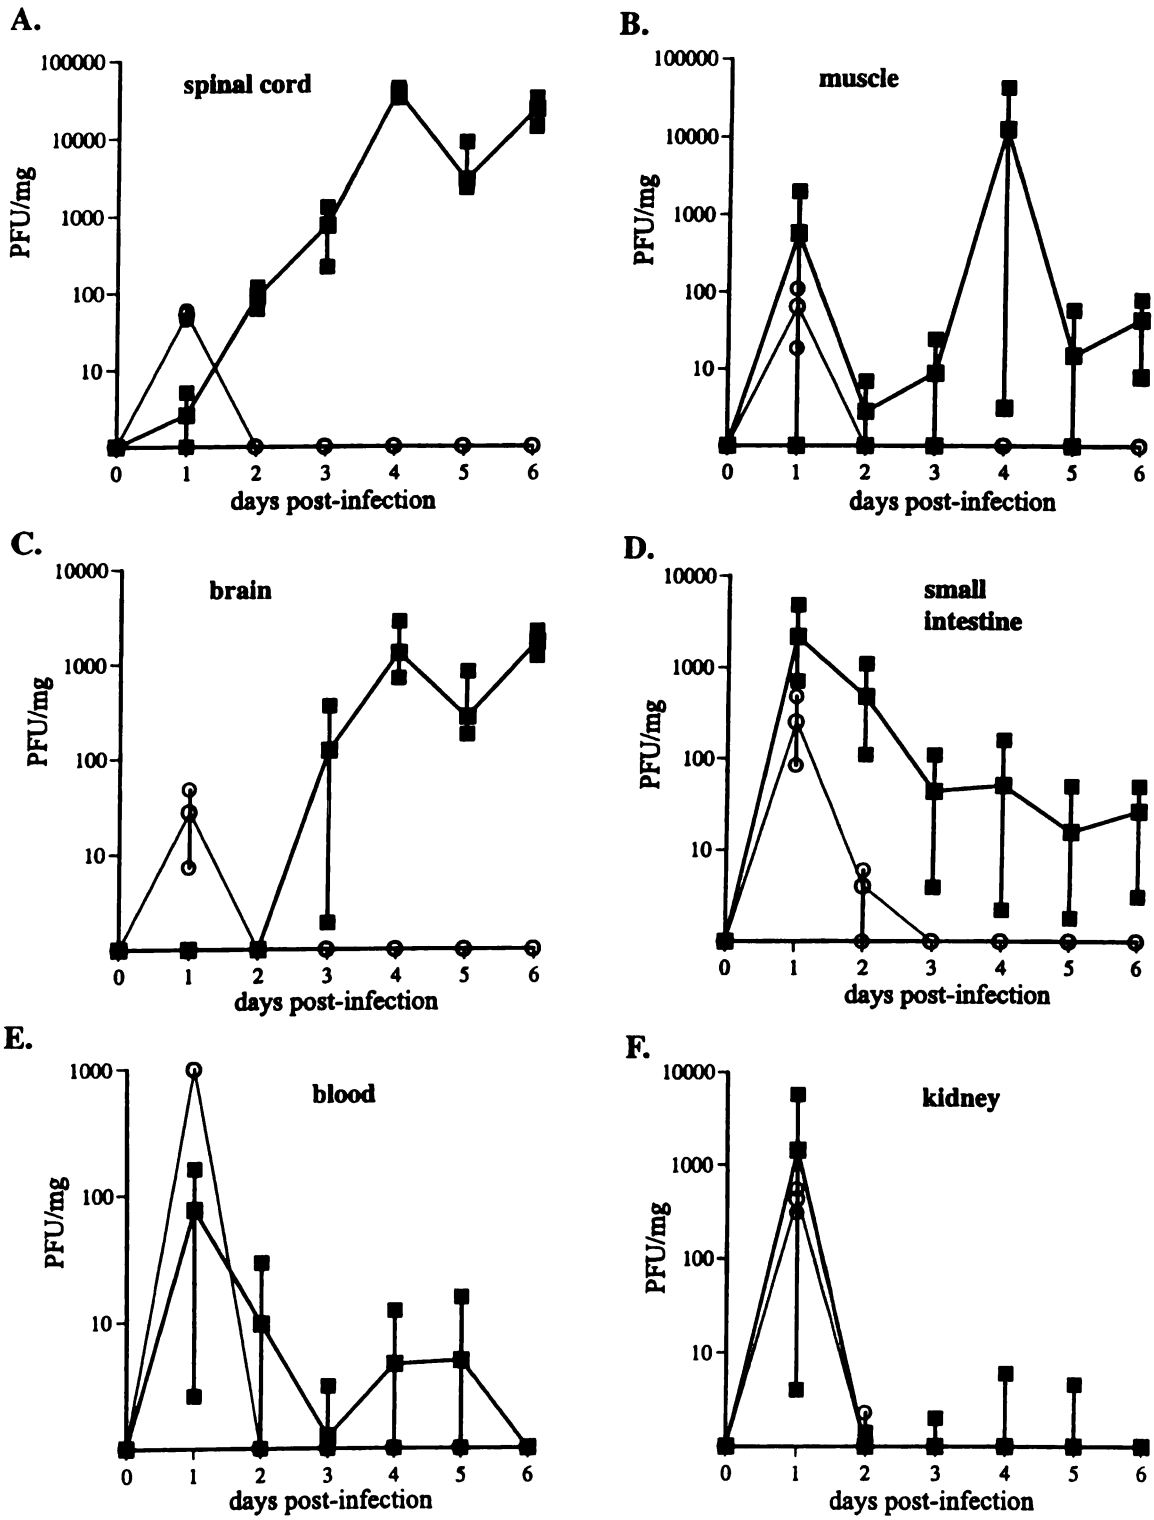 A.
spinal cord
100000
10000
1000
100
10
PFU/mg
0 1 2 3 4 5 6
days post-infection
B.
muscle
100000
10000
1000
100
10
PFU/mg
0 1 2 3 4 5 6
days post-infection
C.
brain
10000
1000
100
10
PFU/mg
0 1 2 3 4 5 6
days post-infection
D.
small
intestine
10000
1000
100
10
PFU/mg
0 1 2 3 4 5 6
days post-infection
E.
blood
1000
100
10
PFU/mg
0 1 2 3 4 5 6
days post-infection
F.
kidney
10000
1000
100
10
PFU/mg
0 1 2 3 4 5 6
days post-infection